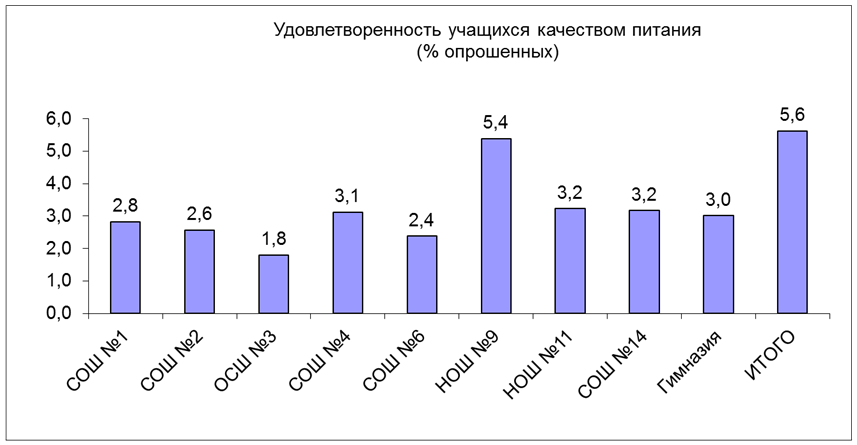 Удовлетворенность учащихся качеством питания
(% опрошенных)
6,0
5,0
4,0
3,0
2,0
1,0
0,0
2,8
2,6
1,8
3,1
2,4
5,4
3,2
3,2
3,0
5,6
СОШ №1
СОШ №2
ОСШ №3
СОШ №4
СОШ №6
НОШ №9
НОШ №11
СОШ №14
Гимназия
ИТОГО